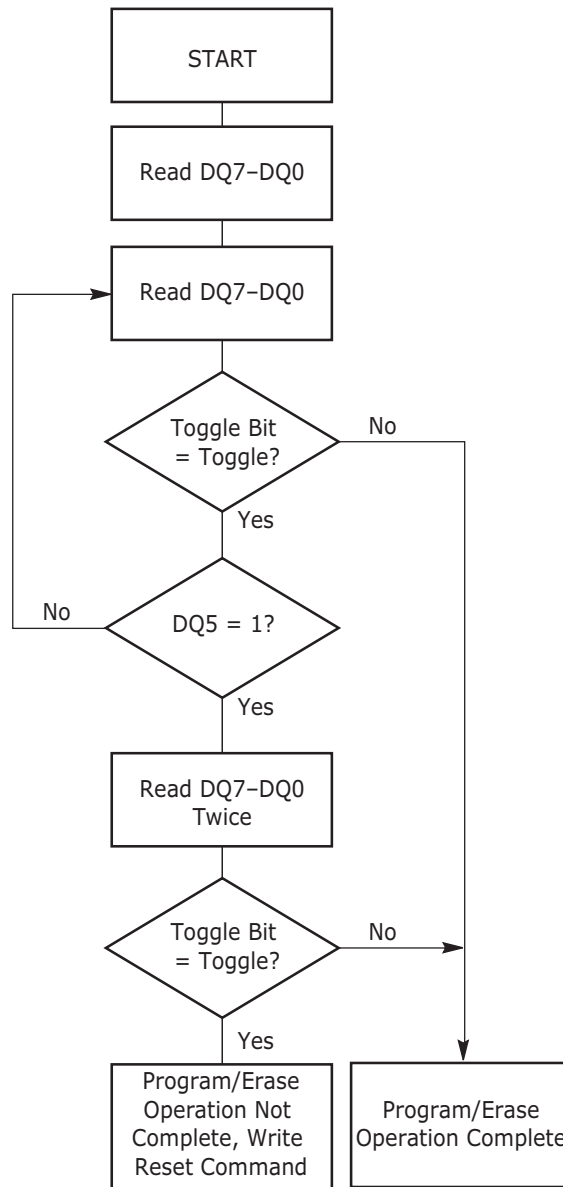 START
Read DQ7–DQ0
Read DQ7–DQ0
Toggle Bit
= Toggle?
No
Yes
No
DQ5 = 1?
Yes
Read DQ7–DQ0
Twice
Toggle Bit
= Toggle?
No
Yes
Program/Erase
Operation Not
Complete, Write
Reset Command
Program/Erase
Operation Complete